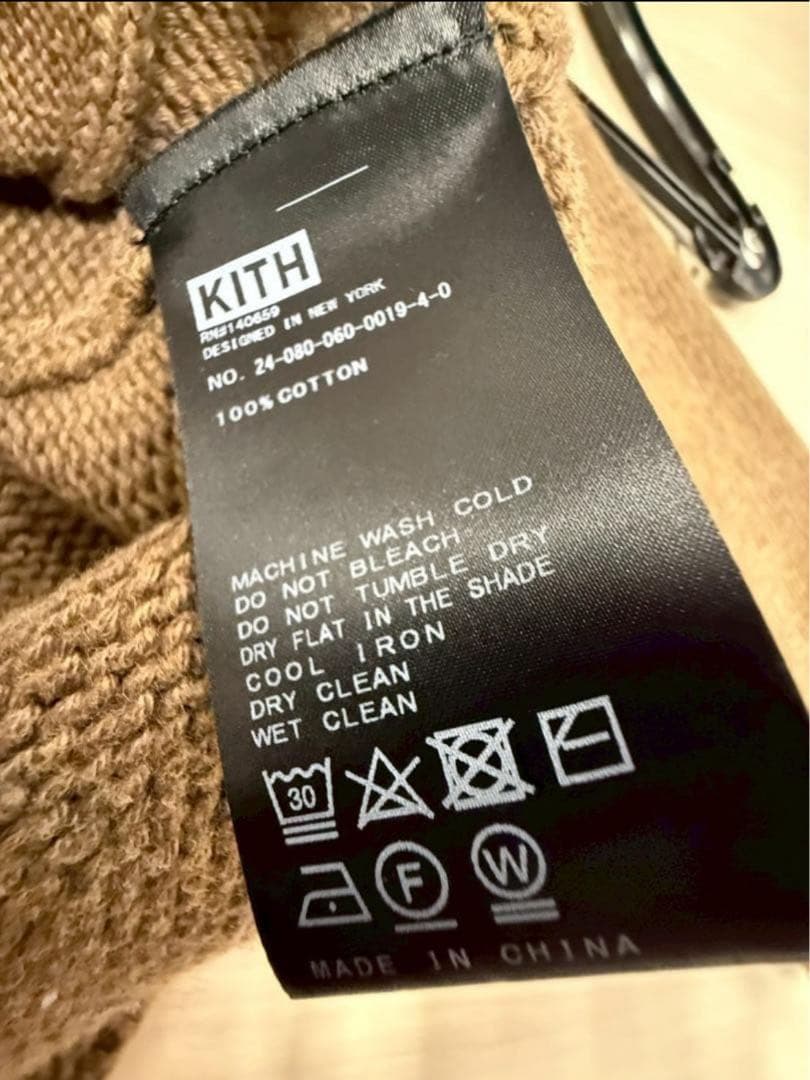 KITH
RN#140659
DESIGNED IN NEW YORK
NO. 24-080-060-0019-4-0
100% COTTON
MACHINE WASH COLD
DO NOT BLEACH
DO NOT TUMBLE DRY
DRY FLAT IN THE SHADE
COOL IRON
DRY CLEAN
WET CLEAN
30
F W
MADE IN CHINA